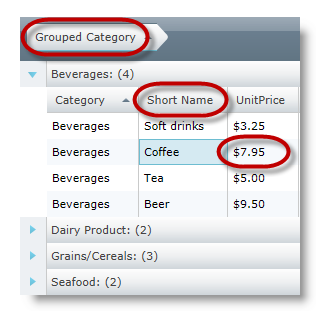 Grouped Category
Beverages: (4)
Category Short Name UnitPrice
Beverages Soft drinks $3.25
Beverages Coffee $7.95
Beverages Tea $5.00
Beverages Beer $9.50
Dairy Product: (2)
Grains/Cereals: (3)
Seafood: (2)